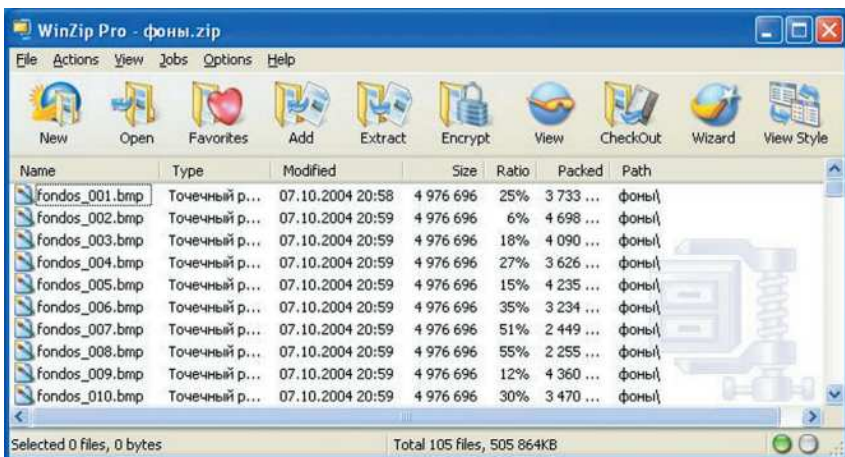 WinZip Pro - фоны.zip
File Actions View Jobs Options Help
New Open Favorites Add Extract Encrypt View CheckOut Wizard View Style
Name Type Modified Size Ratio Packed Path
fondos_001.bmp Точечный р... 07.10.2004 20:58 4 976 696 25% 3 733 ... фоны\
fondos_002.bmp Точечный р... 07.10.2004 20:59 4 976 696 6% 4 698 ... фоны\
fondos_003.bmp Точечный р... 07.10.2004 20:59 4 976 696 18% 4 090 ... фоны\
fondos_004.bmp Точечный р... 07.10.2004 20:59 4 976 696 27% 3 626 ... фоны\
fondos_005.bmp Точечный р... 07.10.2004 20:59 4 976 696 15% 4 235 ... фоны\
fondos_006.bmp Точечный р... 07.10.2004 20:59 4 976 696 35% 3 234 ... фоны\
fondos_007.bmp Точечный р... 07.10.2004 20:59 4 976 696 51% 2 449 ... фоны\
fondos_008.bmp Точечный р... 07.10.2004 20:59 4 976 696 55% 2 255 ... фоны\
fondos_009.bmp Точечный р... 07.10.2004 20:59 4 976 696 12% 4 360 ... фоны\
fondos_010.bmp Точечный р... 07.10.2004 20:59 4 976 696 30% 3 470 ... фоны\
Selected 0 files, 0 bytes Total 105 files, 505 864KB